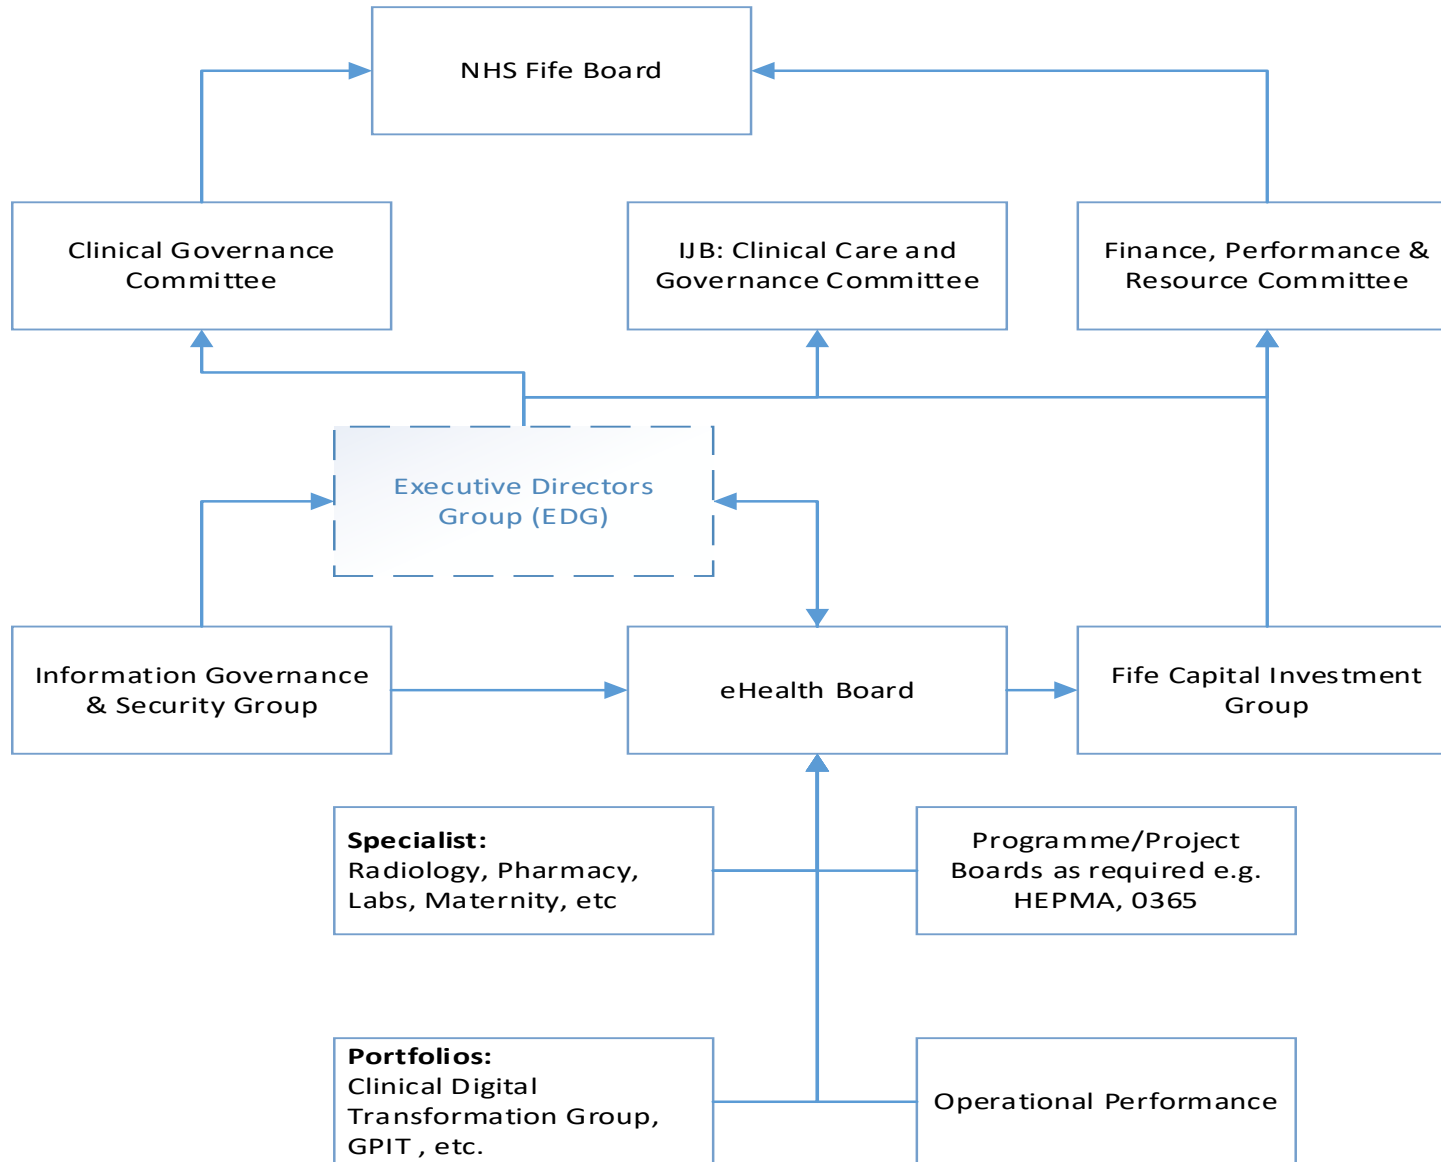 NHS Fife Board
Clinical Governance
Committee
IJB: Clinical Care and
Governance Committee
Finance, Performance &
Resource Committee
Executive Directors
Group (EDG)
Information Governance
& Security Group
eHealth Board
Fife Capital Investment
Group
Specialist:
Radiology, Pharmacy,
Labs, Maternity, etc
Programme/Project
Boards as required e.g.
HEPMA, 0365
Portfolios:
Clinical Digital
Transformation Group,
GPIT , etc.
Operational Performance